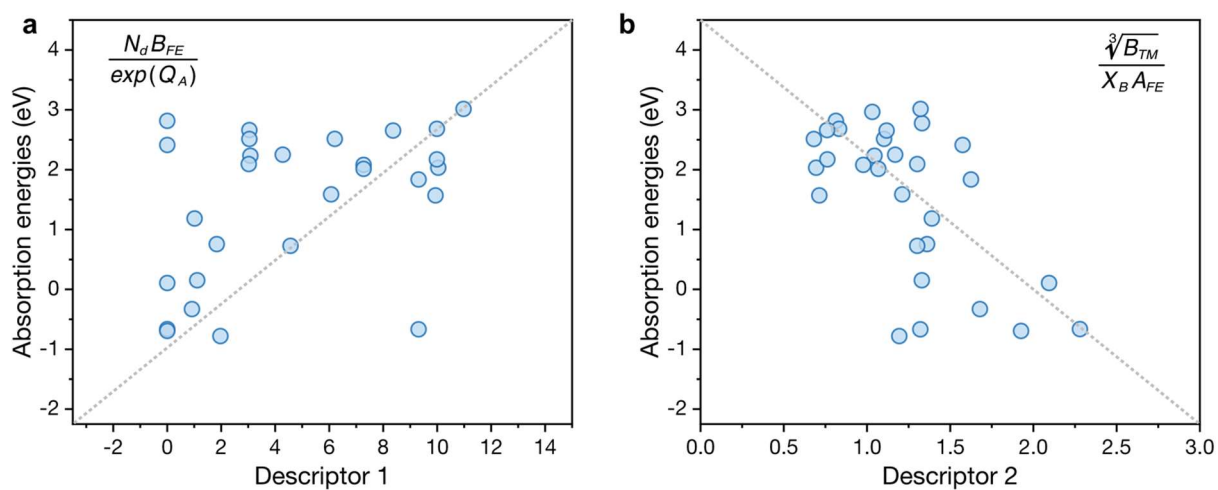 a
N_d B_FE
exp(Q_A)
Absorption energies (eV)
4
3
2
1
0
-1
-2
-2 0 2 4 6 8 10 12 14
Descriptor 1
b
∛B_TM
X_B A_FE
Absorption energies (eV)
4
3
2
1
0
-1
-2
0.0 0.5 1.0 1.5 2.0 2.5 3.0
Descriptor 2